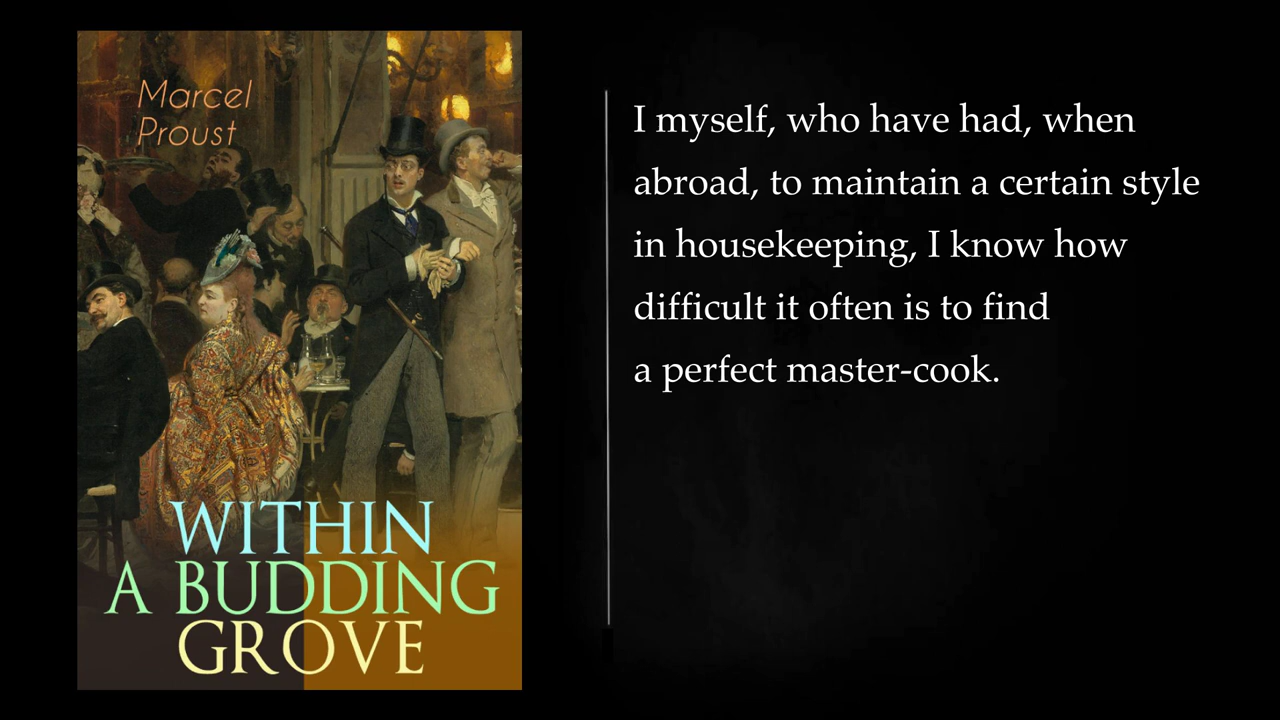 Marcel
Proust
WITHIN
A BUDDING
GROVE
I myself, who have had, when
abroad, to maintain a certain style
in housekeeping, I know how
difficult it often is to find
a perfect master-cook.